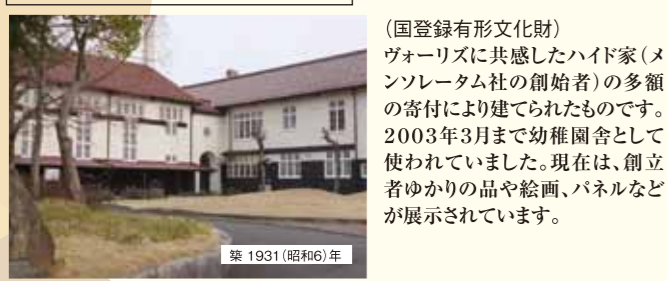 （国登録有形文化財）
ヴォーリズに共感したハイド家（メ
ンソレータム社の創始者）の多額
の寄付により建てられたものです。
2003年3月まで幼稚園舎として
使われていました。現在は、創立
者ゆかりの品や絵画、パネルなど
が展示されています。
築 1931（昭和6）年